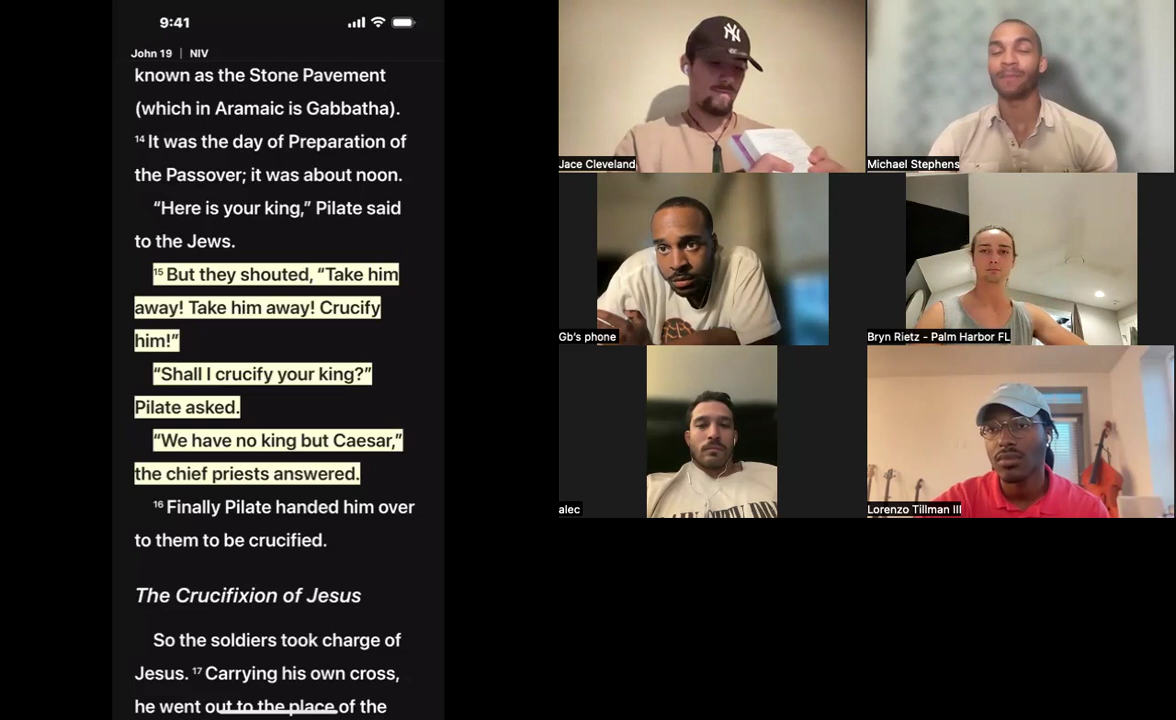 9:41
John 19 | NIV
known as the Stone Pavement
(which in Aramaic is Gabbatha).
14 It was the day of Preparation of
the Passover; it was about noon.
“Here is your king,” Pilate said
to the Jews.
15 But they shouted, “Take him
away! Take him away! Crucify
him!”
“Shall I crucify your king?”
Pilate asked.
“We have no king but Caesar,”
the chief priests answered.
16 Finally Pilate handed him over
to them to be crucified.
The Crucifixion of Jesus
So the soldiers took charge of
Jesus. 17 Carrying his own cross,
he went out to the place of the
NY
Jace Cleveland
Michael Stephens
Gb's phone
Bryn Rietz - Palm Harbor FL
alec
Lorenzo Tillman III